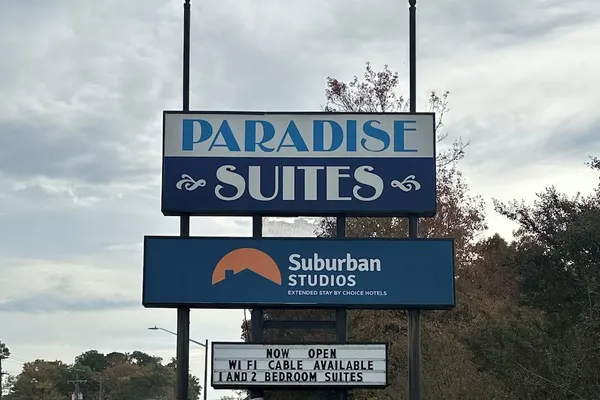 PARADISE
SUITES
Suburban
STUDIOS
EXTENDED STAY BY CHOICE HOTELS
NOW OPEN
WI FI CABLE AVAILABLE
1 AND 2 BEDROOM SUITES